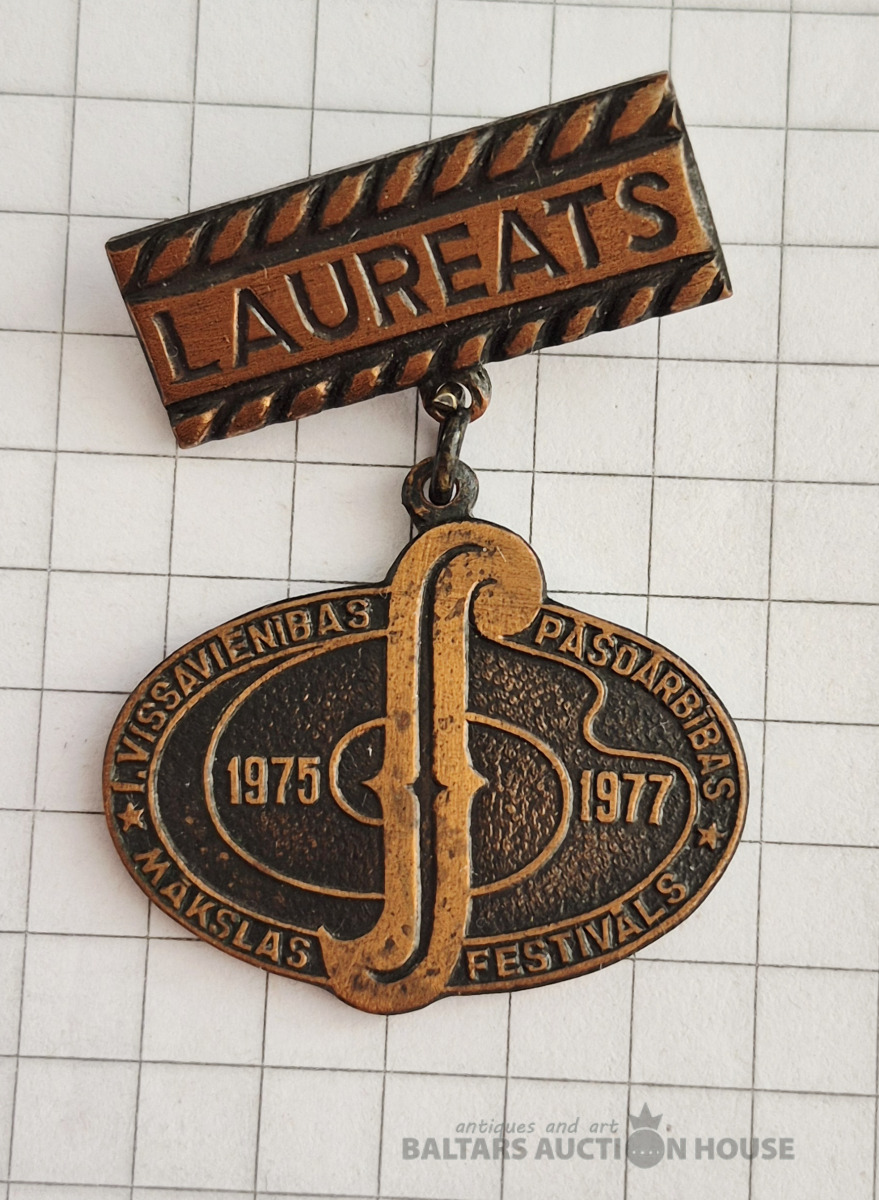 LAUREATS
I. VISSAVIENĪBAS PAŠDARBĪBAS
1975 1977
MĀKSLAS FESTIVĀLS
antiques and art
BALTARS AUCTION HOUSE